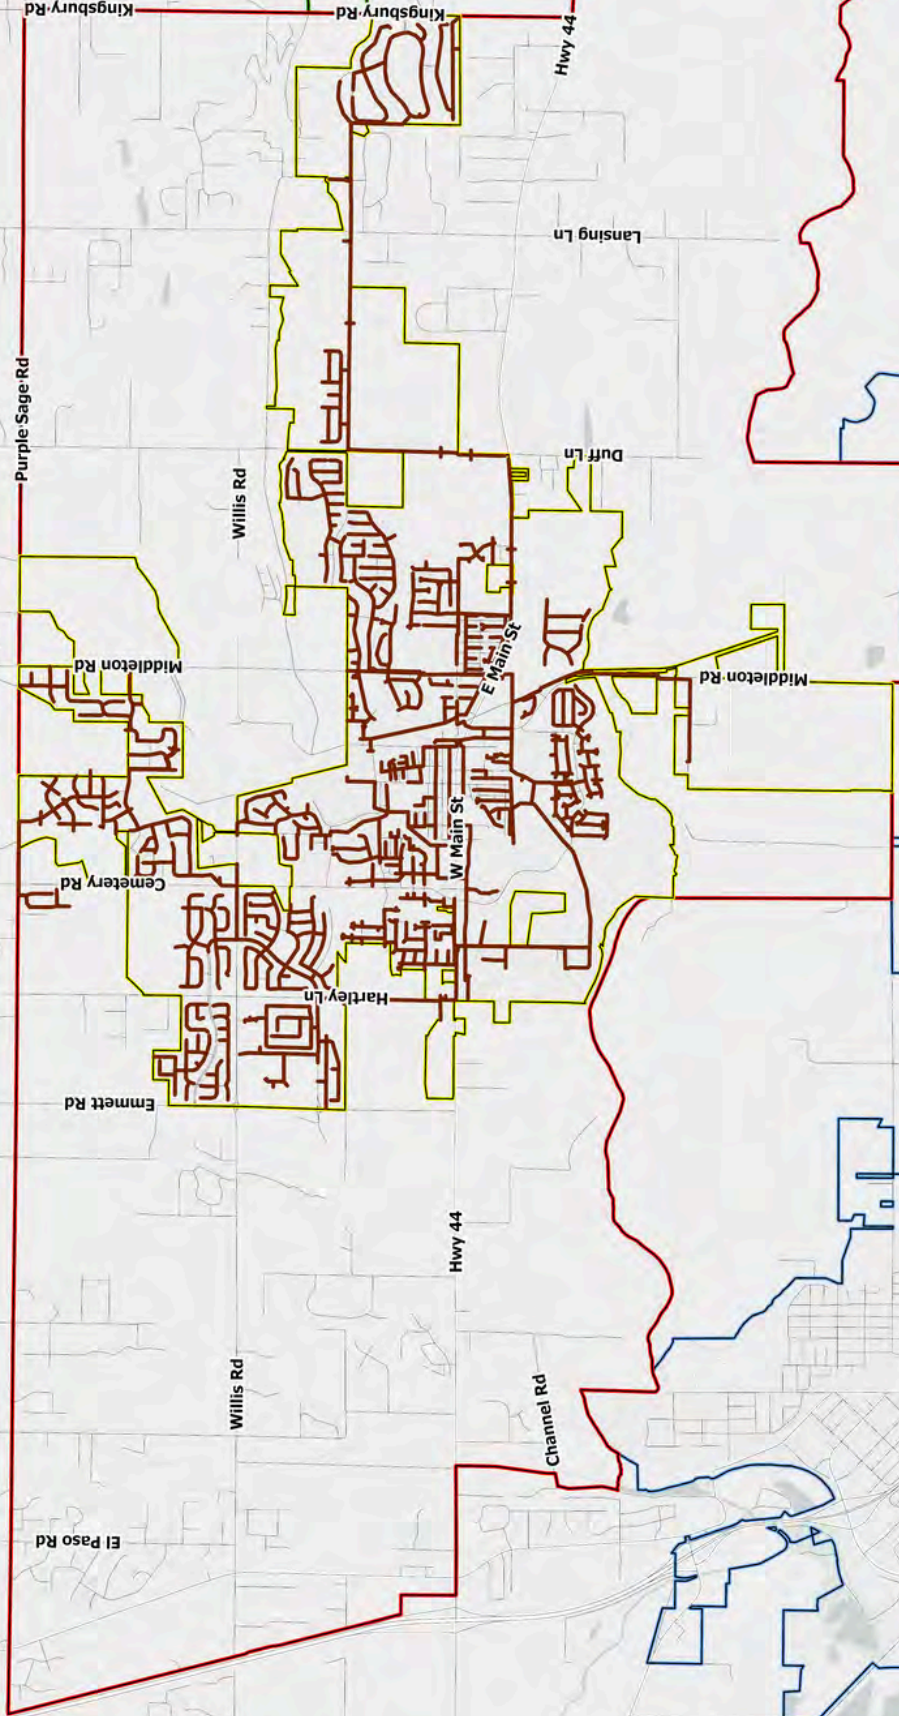 Kingsbury Rd
Kingsbury Rd
Hwy 44
Lansing Ln
Purple Sage Rd
Willis Rd
Duff Ln
Middleton Rd
E Main St
Middleton Rd
W Main St
Cemetery Rd
Hartley Ln
Emmett Rd
Hwy 44
Willis Rd
Channel Rd
El Paso Rd